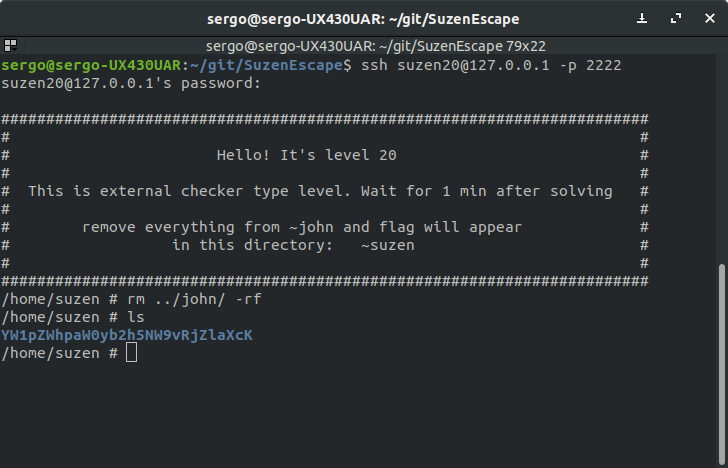 sergo@sergo-UX430UAR: ~/git/SuzenEscape
sergo@sergo-UX430UAR: ~/git/SuzenEscape 79x22
sergo@sergo-UX430UAR:~/git/SuzenEscape$ ssh suzen20@127.0.0.1 -p 2222
suzen20@127.0.0.1's password:
########################################################################
#                                                                      #
#                       Hello! It's level 20                           #
#                                                                      #
#  This is external checker type level. Wait for 1 min after solving   #
#                                                                      #
#        remove everything from ~john and flag will appear             #
#                  in this directory:   ~suzen                         #
#                                                                      #
########################################################################
/home/suzen # rm ../john/ -rf
/home/suzen # ls
YW1pZWhpaW0yb2h5NW9vRjZlaXcK
/home/suzen #